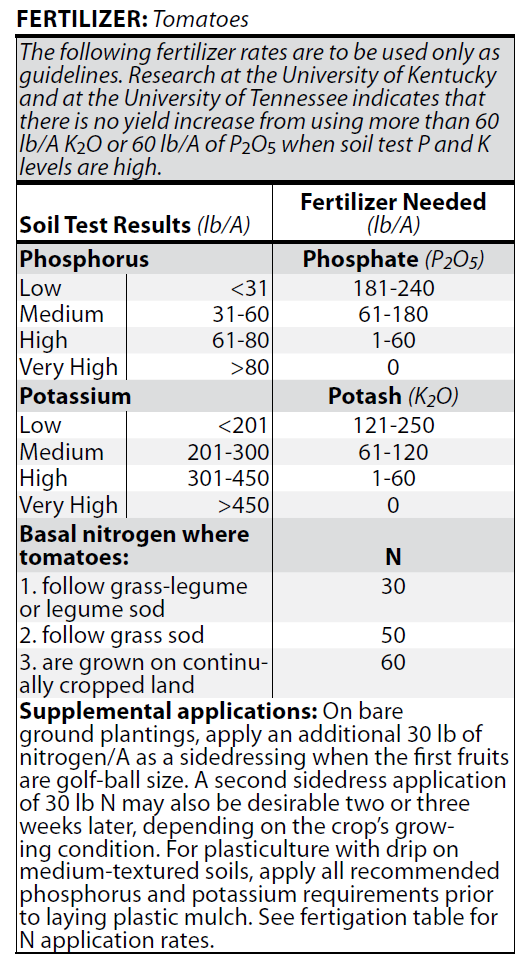 FERTILIZER: Tomatoes
The following fertilizer rates are to be used only as
guidelines. Research at the University of Kentucky
and at the University of Tennessee indicates that
there is no yield increase from using more than 60
lb/A K2O or 60 lb/A of P2O5 when soil test P and K
levels are high.
Soil Test Results (lb/A) Fertilizer Needed (lb/A)
Phosphorus Phosphate (P2O5)
Low <31 181-240
Medium 31-60 61-180
High 61-80 1-60
Very High >80 0
Potassium Potash (K2O)
Low <201 121-250
Medium 201-300 61-120
High 301-450 1-60
Very High >450 0
Basal nitrogen where
tomatoes: N
1. follow grass-legume 30
or legume sod
2. follow grass sod 50
3. are grown on continu- 60
ally cropped land
Supplemental applications: On bare
ground plantings, apply an additional 30 lb of
nitrogen/A as a sidedressing when the first fruits
are golf-ball size. A second sidedress application
of 30 lb N may also be desirable two or three
weeks later, depending on the crop's grow-
ing condition. For plasticulture with drip on
medium-textured soils, apply all recommended
phosphorus and potassium requirements prior
to laying plastic mulch. See fertigation table for
N application rates.